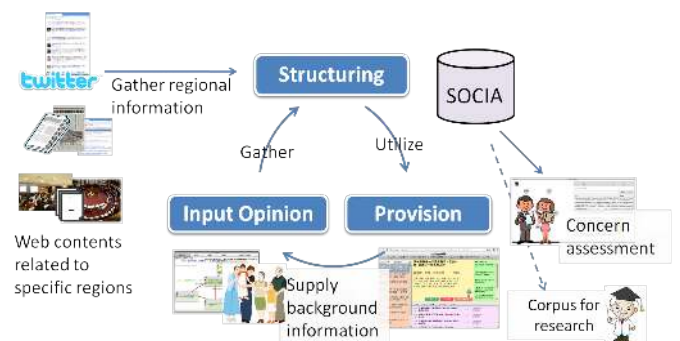 twitter
Gather regional
information
Structuring
SOCIA
Gather
Utilize
Input Opinion
Provision
Web contents
related to
specific regions
Supply
background
information
Concern
assessment
Corpus for
research